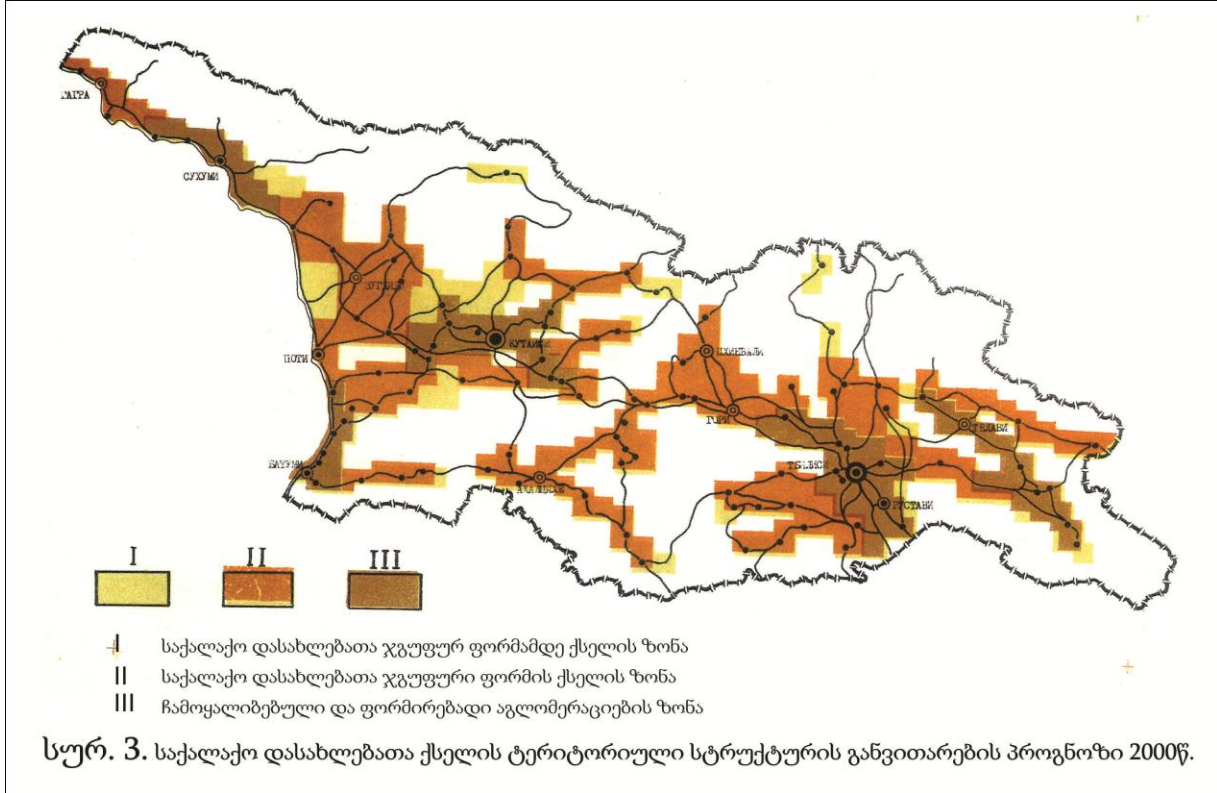 ГАГРА
СУХУМИ
ПОТИ
КУТАИСИ
ЦХИНВАЛИ
ГОРИ
ТЕЛАВИ
БАТУМИ
ТБИЛИСИ
РУСТАВИ
I II III
I საქალაქო დასახლებათა ჯგუფურ ფორმამდე ქსელის ზონა
II საქალაქო დასახლებათა ჯგუფური ფორმის ქსელის ზონა
III ჩამოყალიბებული და ფორმირებადი აგლომერაციების ზონა
სურ. 3. საქალაქო დასახლებათა ქსელის ტერიტორიული სტრუქტურის განვითარების პროგნოზი 2000წ.